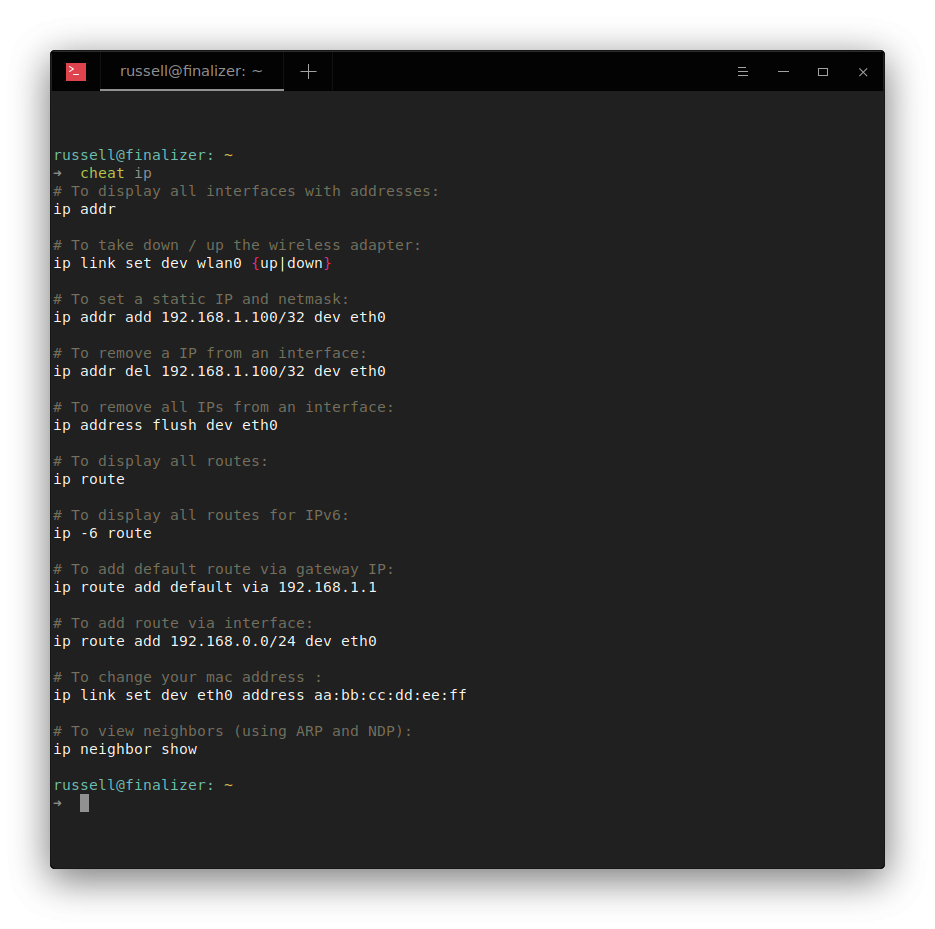 russell@finalizer: ~
russell@finalizer: ~
➜  cheat ip
# To display all interfaces with addresses:
ip addr

# To take down / up the wireless adapter:
ip link set dev wlan0 {up|down}

# To set a static IP and netmask:
ip addr add 192.168.1.100/32 dev eth0

# To remove a IP from an interface:
ip addr del 192.168.1.100/32 dev eth0

# To remove all IPs from an interface:
ip address flush dev eth0

# To display all routes:
ip route

# To display all routes for IPv6:
ip -6 route

# To add default route via gateway IP:
ip route add default via 192.168.1.1

# To add route via interface:
ip route add 192.168.0.0/24 dev eth0

# To change your mac address :
ip link set dev eth0 address aa:bb:cc:dd:ee:ff

# To view neighbors (using ARP and NDP):
ip neighbor show

russell@finalizer: ~
➜